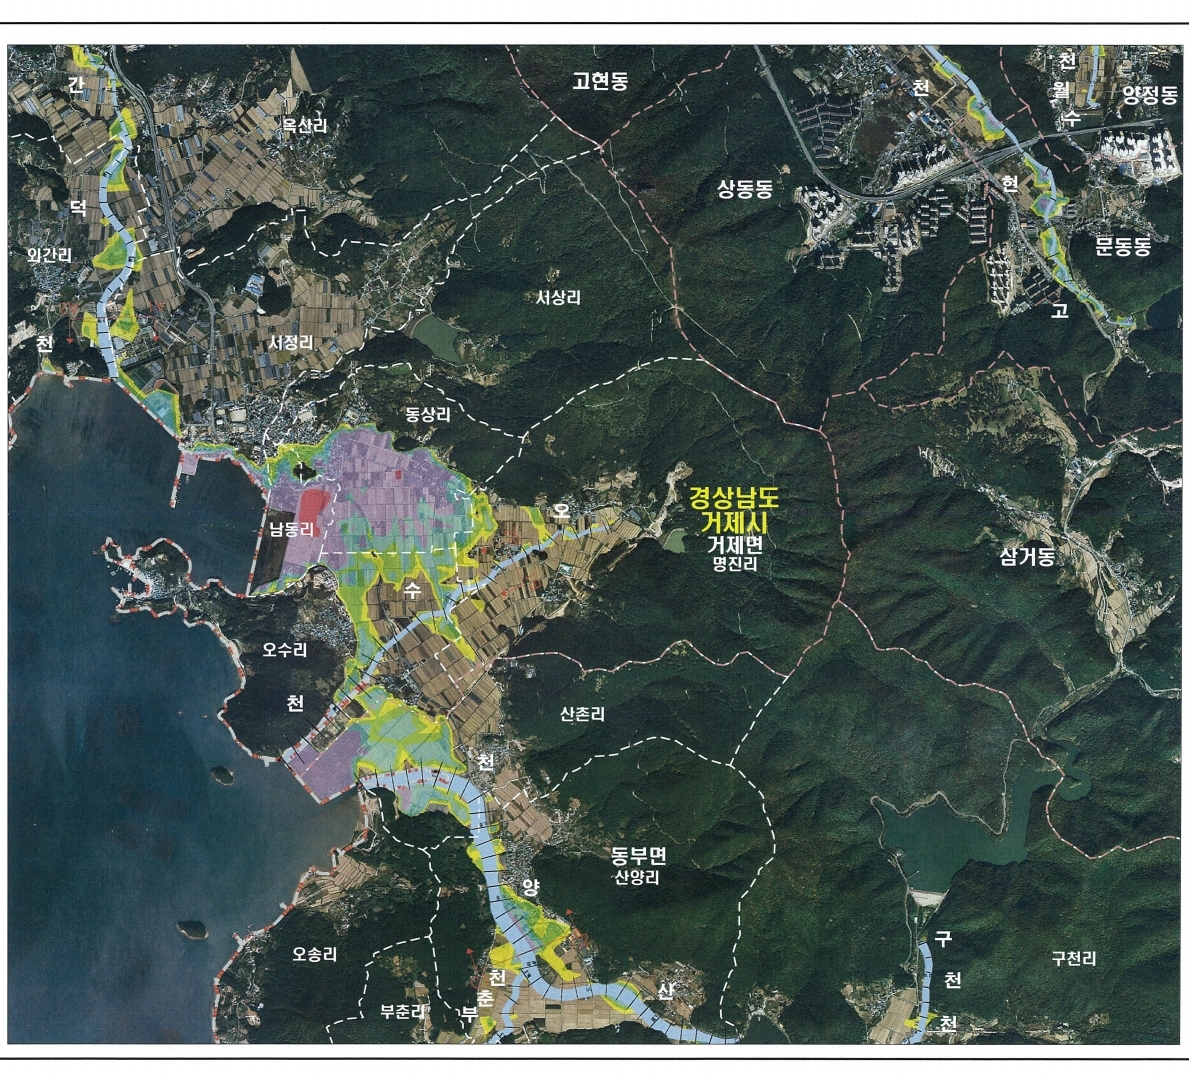 간
고현동
천
천
월
수
양정동
옥산리
상동동
현
덕
외간리
문동동
서상리
고
천
서정리
동상리
경상남도
거제시
거제면
명진리
오
남동리
삼거동
수
오수리
천
산촌리
천
동부면
산양리
양
오송리
구
구천리
천
천
춘
부
산
부춘리
천